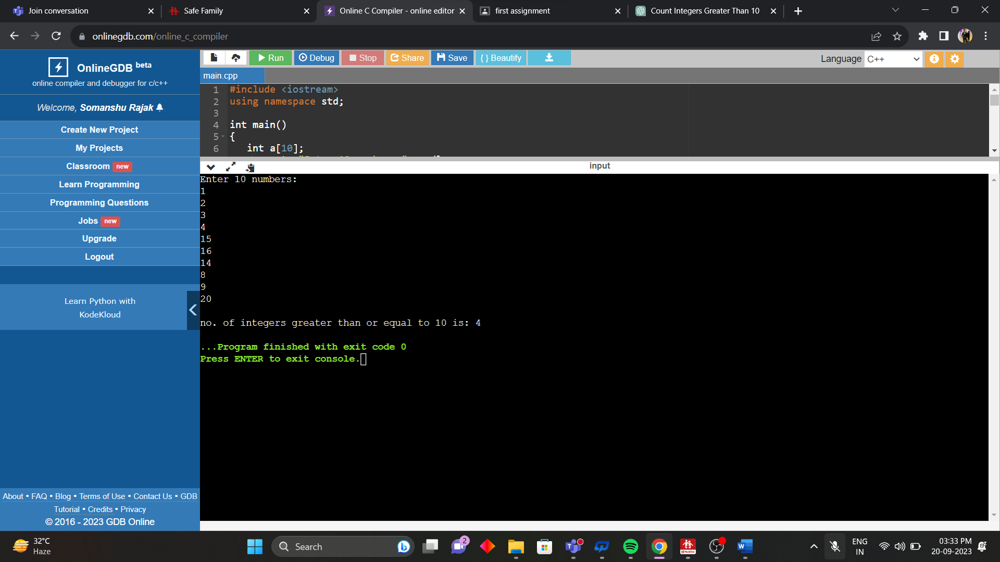 Join conversation
Safe Family
Online C Compiler - online editor
first assignment
Count Integers Greater Than 10
onlinegdb.com/online_c_compiler
OnlineGDB beta
online compiler and debugger for c/c++
Welcome, Somanshu Rajak
Create New Project
My Projects
Classroom new
Learn Programming
Programming Questions
Jobs new
Upgrade
Logout
Learn Python with
KodeKloud
About • FAQ • Blog • Terms of Use • Contact Us • GDB
Tutorial • Credits • Privacy
© 2016 - 2023 GDB Online
Run
Debug
Stop
Share
Save
{ } Beautify
Language C++
main.cpp
1 #include <iostream>
2 using namespace std;
3
4 int main()
5 {
6 int a[10];
input
Enter 10 numbers:
1
2
3
4
15
16
14
8
9
20
no. of integers greater than or equal to 10 is: 4
...Program finished with exit code 0
Press ENTER to exit console.
32°C
Haze
Search
2
McAfee
ENG
IN
03:33 PM
20-09-2023